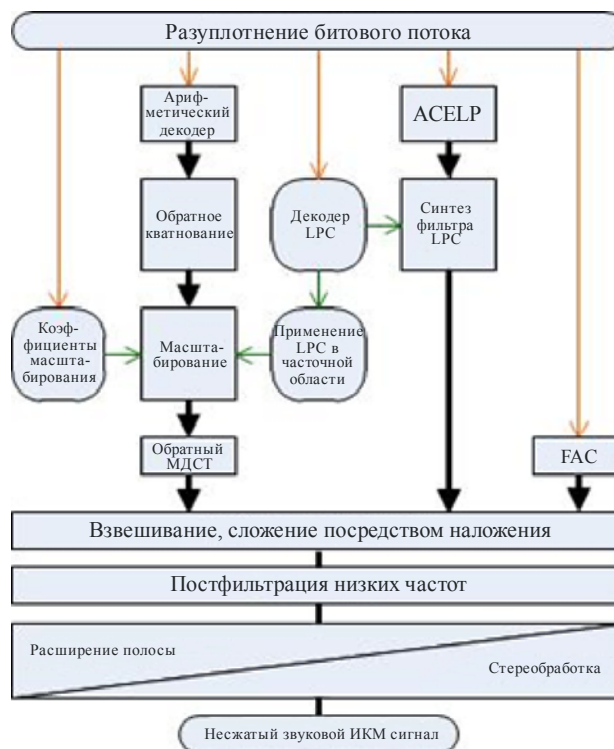 Разуплотнение битового потока
Ариф-
метический
декодер
ACELP
Обратное
кватнование
Декодер
LPC
Синтез
фильтра
LPC
Коэф-
фициенты
масшта-
бирования
Масшта-
бирование
Применение
LPC в
часточной
области
Обратный
МДСТ
FAC
Взвешивание, сложение посредством наложения
Постфильтрация низких частот
Расширение полосы
Стереобработка
Несжатый звуковой ИКМ сигнал